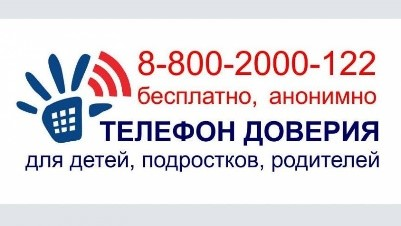 8-800-2000-122
бесплатно, анонимно
ТЕЛЕФОН ДОВЕРИЯ
для детей, подростков, родителей